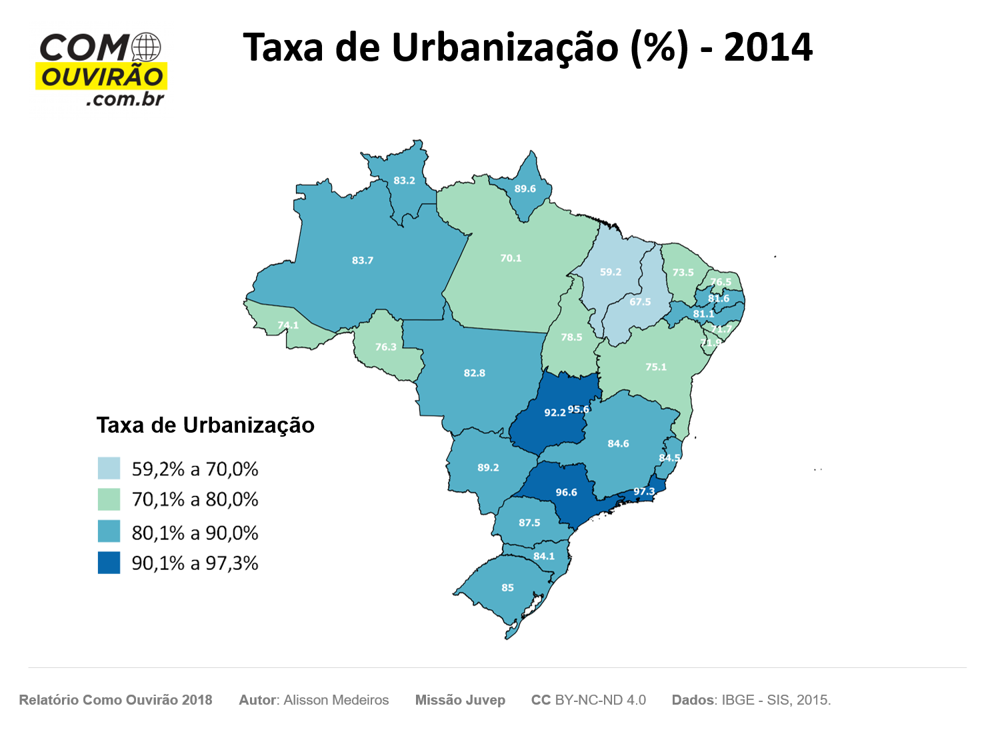 COM
OUVIRÃO
.com.br
Taxa de Urbanização (%) - 2014
83.2
89.6
83.7
70.1
59.2
73.5
76.5
81.6
67.5
81.1
74.1
71.7
78.5
71.9
76.3
75.1
82.8
92.2
95.6
84.6
84.5
89.2
96.6
97.3
87.5
84.1
85
Taxa de Urbanização
59,2% a 70,0%
70,1% a 80,0%
80,1% a 90,0%
90,1% a 97,3%
Relatório Como Ouvirão 2018 Autor: Alisson Medeiros Missão Juvep CC BY-NC-ND 4.0 Dados: IBGE - SIS, 2015.